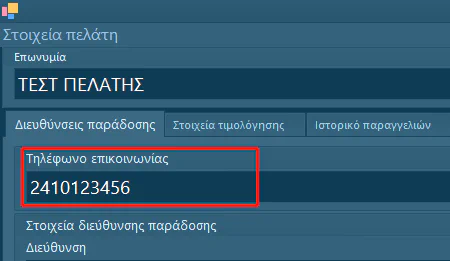 Στοιχεία πελάτη
Επωνυμία
ΤΕΣΤ ΠΕΛΑΤΗΣ
Διευθύνσεις παράδοσης Στοιχεία τιμολόγησης Ιστορικό παραγγελιών
Τηλέφωνο επικοινωνίας
2410123456
Στοιχεία διεύθυνσης παράδοσης
Διεύθυνση